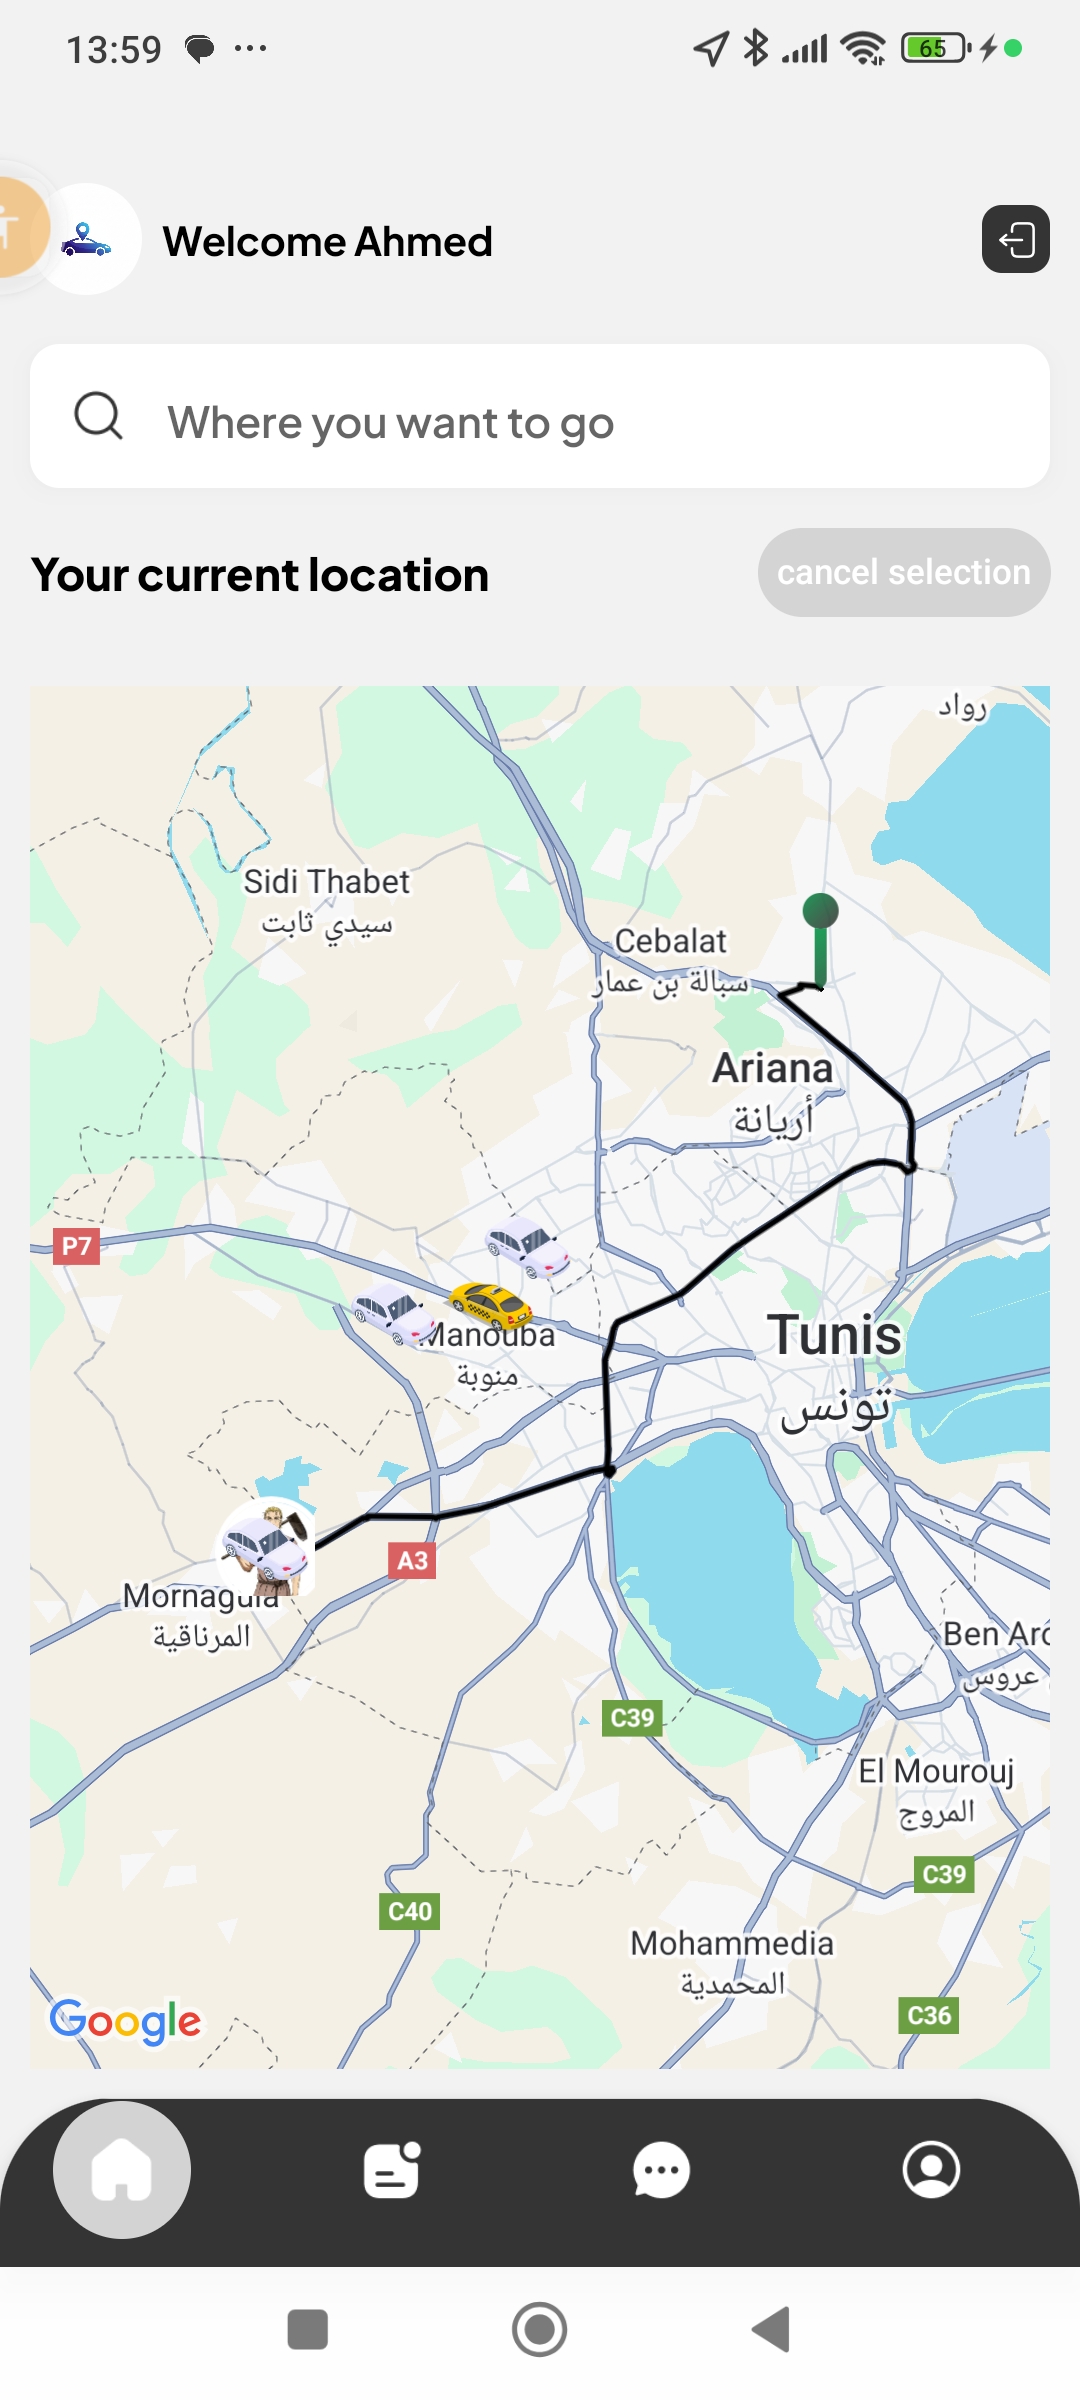 13:59
65
Welcome Ahmed
Where you want to go
Your current location
cancel selection
رواد
Sidi Thabet
سيدي ثابت
Cebalat
سبالة بن عمار
Ariana
أريانة
P7
Manouba
منوبة
Tunis
تونس
A3
Mornaguia
المرناقية
Ben Aro
عروس
C39
El Mourouj
المروج
C39
C40
Mohammedia
المحمدية
C36
Google